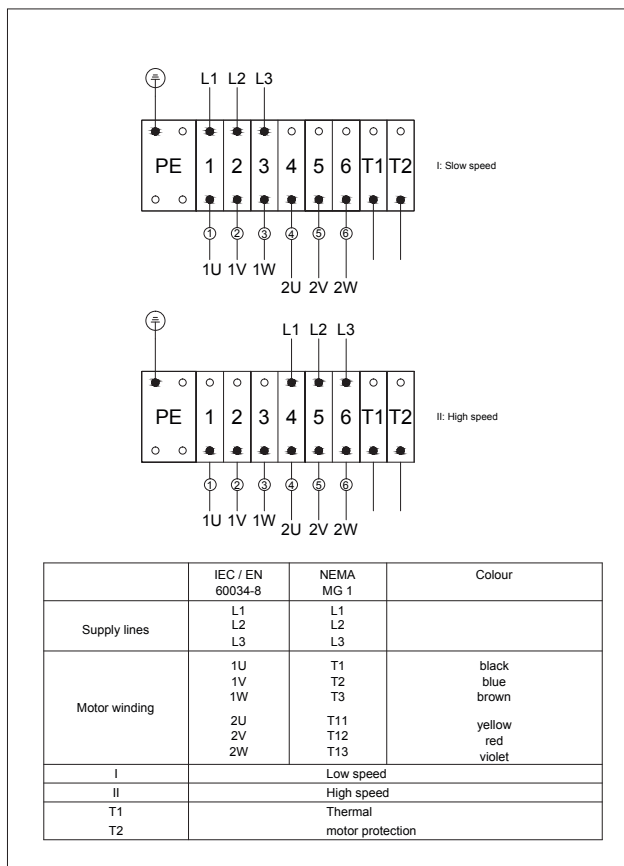 L1 L2 L3
PE 1 2 3 4 5 6 T1 T2
I: Slow speed
1 2 3 4 5 6
1U 1V 1W
2U 2V 2W
L1 L2 L3
PE 1 2 3 4 5 6 T1 T2
II: High speed
1 2 3 4 5 6
1U 1V 1W
2U 2V 2W
IEC / EN 60034-8 NEMA MG 1 Colour
Supply lines
L1 L1
L2 L2
L3 L3
Motor winding
1U T1 black
1V T2 blue
1W T3 brown
2U T11 yellow
2V T12 red
2W T13 violet
I Low speed
II High speed
T1 Thermal
T2 motor protection